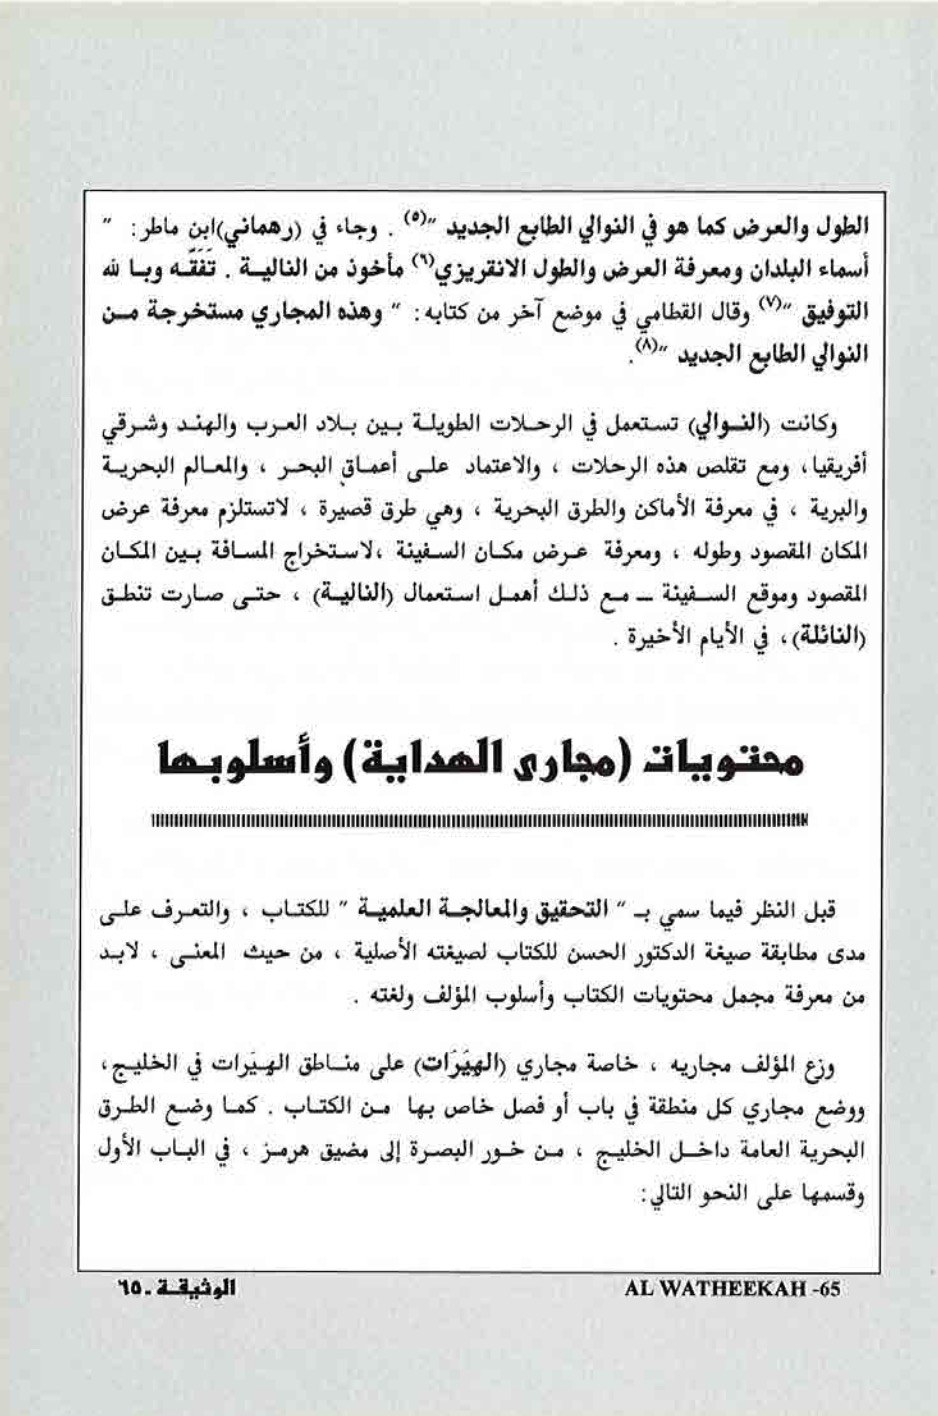 الطول والعرض كما هو في النوالي الطابع الجديد ״(٥) . وجاء في (رهماني)ابن ماطر: ״
أسماء البلدان ومعرفة العرض والطول الانقريزي(٦) مأخوذ من النالية . تَفَقَّه وبا لله
التوفيق ״(٧) وقال القطامي في موضع آخر من كتابه: ״ وهذه المجاري مستخرجة من
النوالي الطابع الجديد ״(٨).
وكانت (النوالي) تستعمل في الرحلات الطويلة بين بلاد العرب والهند وشرقي
أفريقيا، ومع تقلص هذه الرحلات ، والاعتماد على أعماق البحر ، والمعالم البحرية
والبرية ، في معرفة الأماكن والطرق البحرية ، وهي طرق قصيرة ، لاتستلزم معرفة عرض
المكان المقصود وطوله ، ومعرفة عرض مكان السفينة ،لاستخراج المسافة بين المكان
المقصود وموقع السفينة ــ مع ذلك أهمل استعمال (النالية) ، حتى صارت تنطق
(النائلة)، في الأيام الأخيرة .
محتويات (مجارى الهداية) وأسلوبها
قبل النظر فيما سمي بـ ״ التحقيق والمعالجة العلمية ״ للكتاب ، والتعرف على
مدى مطابقة صيغة الدكتور الحسن للكتاب لصيغته الأصلية ، من حيث المعنى ، لابد
من معرفة مجمل محتويات الكتاب وأسلوب المؤلف ولغته .
وزع المؤلف مجاريه ، خاصة مجاري (الهيَرَات) على مناطق الهيَرات في الخليج،
ووضع مجاري كل منطقة في باب أو فصل خاص بها من الكتاب . كما وضع الطرق
البحرية العامة داخل الخليج ، من خور البصرة إلى مضيق هرمز ، في الباب الأول
وقسمها على النحو التالي:
الوثيقة ـ ٦٥
AL WATHEEKAH -65